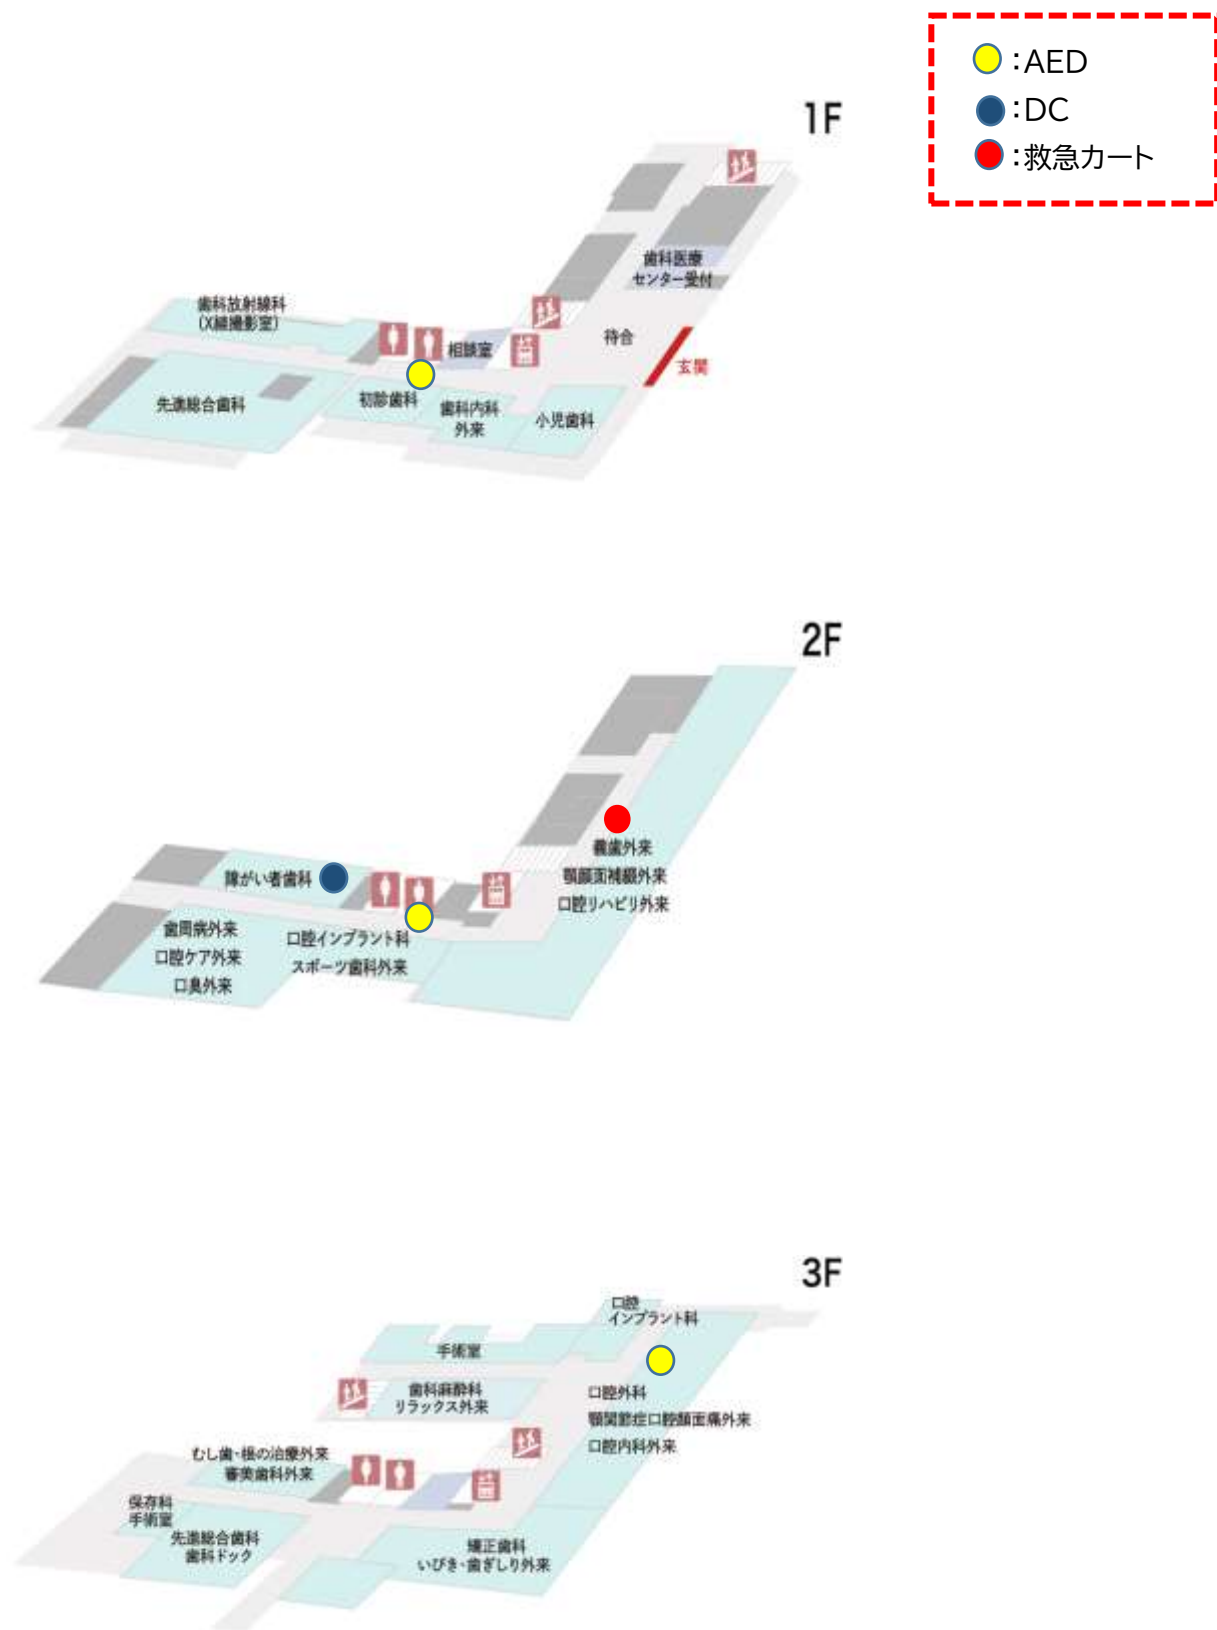 ：AED
：DC
：救急カート
1F
歯科医療
センター受付
歯科放射線科
（X線撮影室）
相談室
待合
玄関
先進総合歯科
初診歯科
歯科内科
外来
小児歯科
2F
義歯外来
顎顔面補綴外来
口腔リハビリ外来
障がい者歯科
歯周病外来
口腔ケア外来
口臭外来
口腔インプラント科
スポーツ歯科外来
3F
口腔
インプラント科
手術室
歯科麻酔科
リラックス外来
口腔外科
顎関節症口腔顔面痛外来
口腔内科外来
むし歯・根の治療外来
審美歯科外来
保存科
手術室
先進総合歯科
歯科ドック
矯正歯科
いびき・歯ぎしり外来